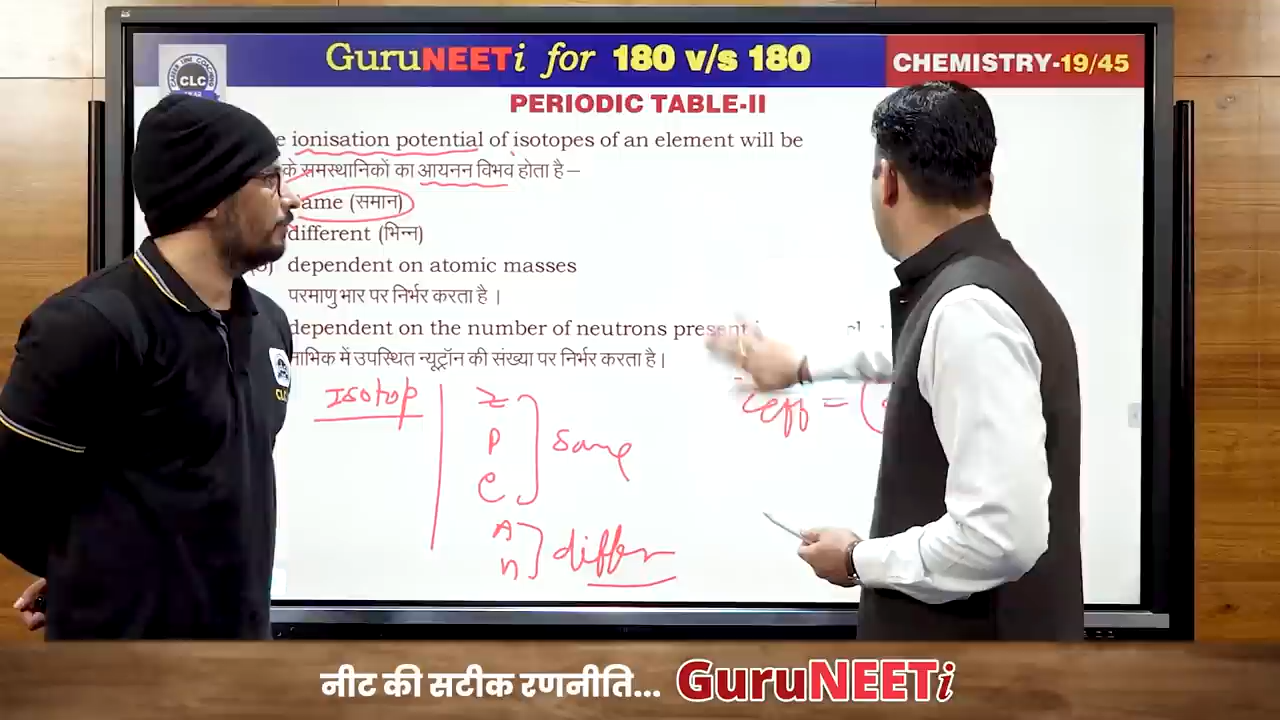 GuruNEETi for 180 v/s 180
CHEMISTRY-19/45
CLC
PERIODIC TABLE-II
ionisation potential of isotopes of an element will be
के समस्थानिकों का आयनन विभव होता है–
same (समान)
different (भिन्न)
dependent on atomic masses
परमाणुभार पर निर्भर करता है ।
dependent on the number of neutrons present
नाभिक में उपस्थित न्यूट्रॉन की संख्या पर निर्भर करता है।
Isotop
Z
P
e
Same
A
n
differ
Zeff = (
CLC
नीट की सटीक रणनीति... GuruNEETi